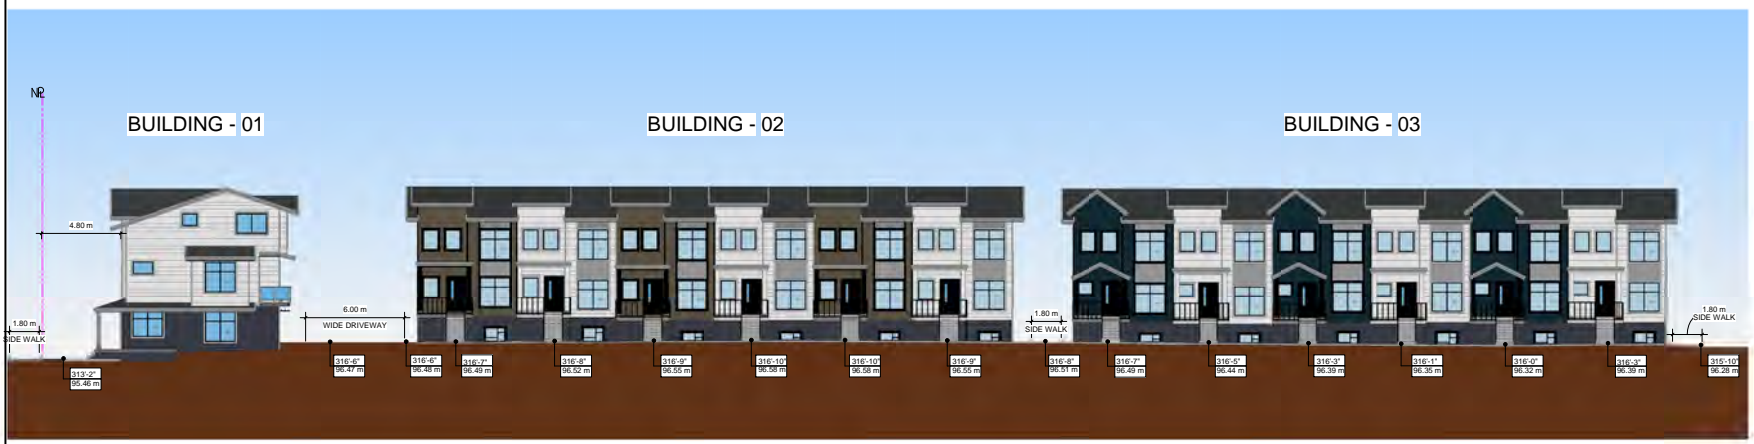 PL
BUILDING - 01
BUILDING - 02
BUILDING - 03
4.80 m
1.80 m
SIDE WALK
6.00 m
WIDE DRIVEWAY
1.80 m
SIDE WALK
1.80 m
SIDE WALK
313'-2"
95.46 m
316'-6"
96.47 m
316'-6"
96.48 m
316'-7"
96.49 m
316'-8"
96.52 m
316'-9"
96.55 m
316'-10"
96.58 m
316'-10"
96.58 m
316'-9"
96.55 m
316'-8"
96.51 m
316'-7"
96.49 m
316'-5"
96.44 m
316'-3"
96.39 m
316'-1"
96.35 m
316'-0"
96.32 m
316'-3"
96.39 m
315'-10"
96.28 m